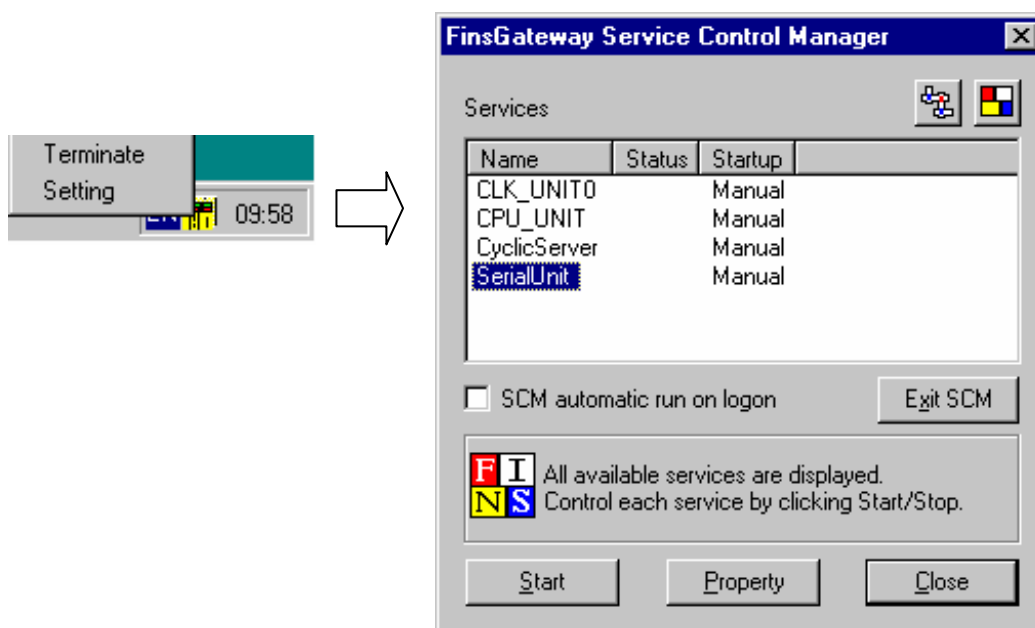 Terminate
Setting
EN 09:58
FinsGateway Service Control Manager
Services
Name Status Startup
CLK_UNIT0 Manual
CPU_UNIT Manual
CyclicServer Manual
SerialUnit Manual
SCM automatic run on logon Exit SCM
F I
N S
All available services are displayed.
Control each service by clicking Start/Stop.
Start Property Close